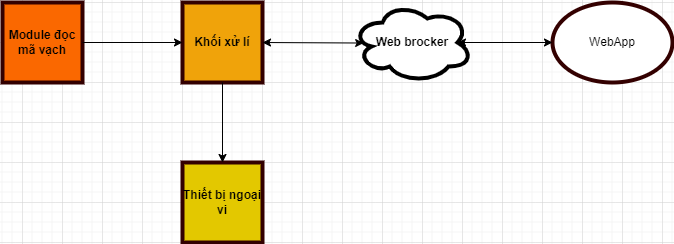 Module đọc
mã vạch
Khối xử lí
Web brocker
WebApp
Thiết bị ngoại
vi